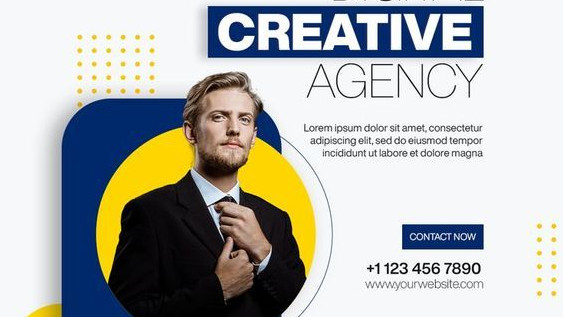 CREATIVE
AGENCY
Lorem ipsum dolor sit amet, consectetur
adipiscing elit, sed do eiusmod tempor
incididunt ut labore et dolore magna
CONTACT NOW
+1 123 456 7890
www.yourwebsite.com